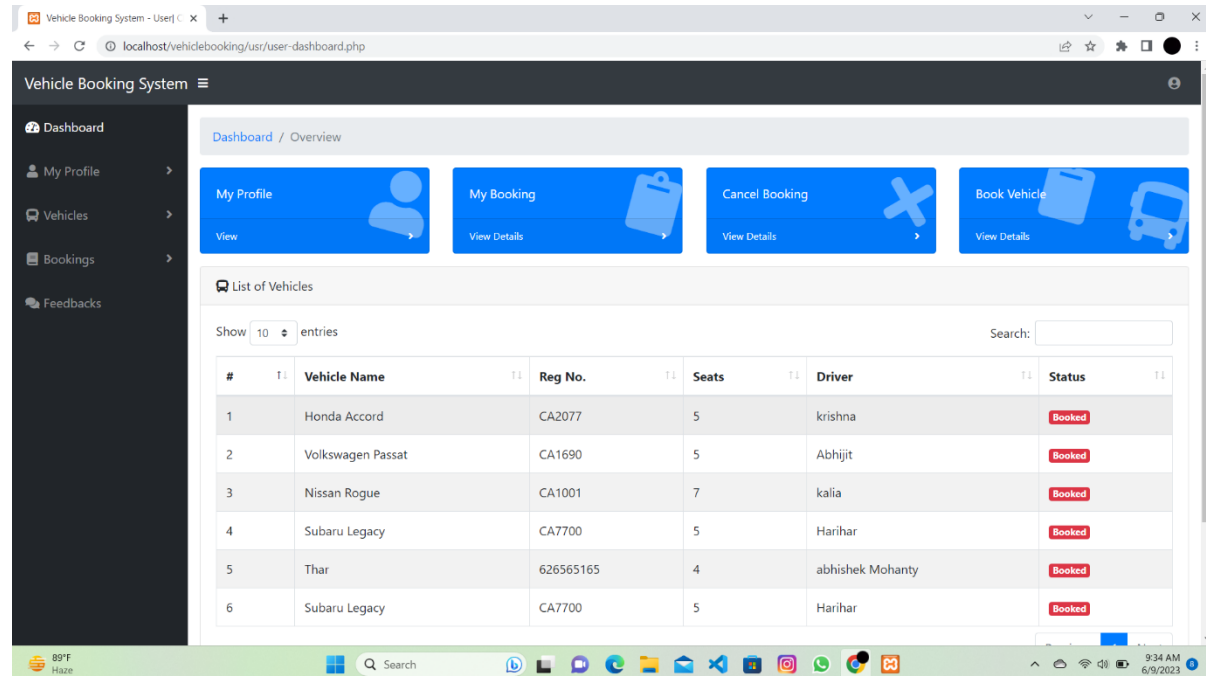 Vehicle Booking System - User|
localhost/vehiclebooking/usr/user-dashboard.php
Vehicle Booking System
Dashboard
My Profile
Vehicles
Bookings
Feedbacks
Dashboard / Overview
My Profile
View
My Booking
View Details
Cancel Booking
View Details
Book Vehicle
View Details
List of Vehicles
Show 10 entries
Search:
# Vehicle Name Reg No. Seats Driver Status
1 Honda Accord CA2077 5 krishna Booked
2 Volkswagen Passat CA1690 5 Abhijit Booked
3 Nissan Rogue CA1001 7 kalia Booked
4 Subaru Legacy CA7700 5 Harihar Booked
5 Thar 626565165 4 abhishek Mohanty Booked
6 Subaru Legacy CA7700 5 Harihar Booked
89°F
Haze
Search
9:34 AM
6/9/2023
8